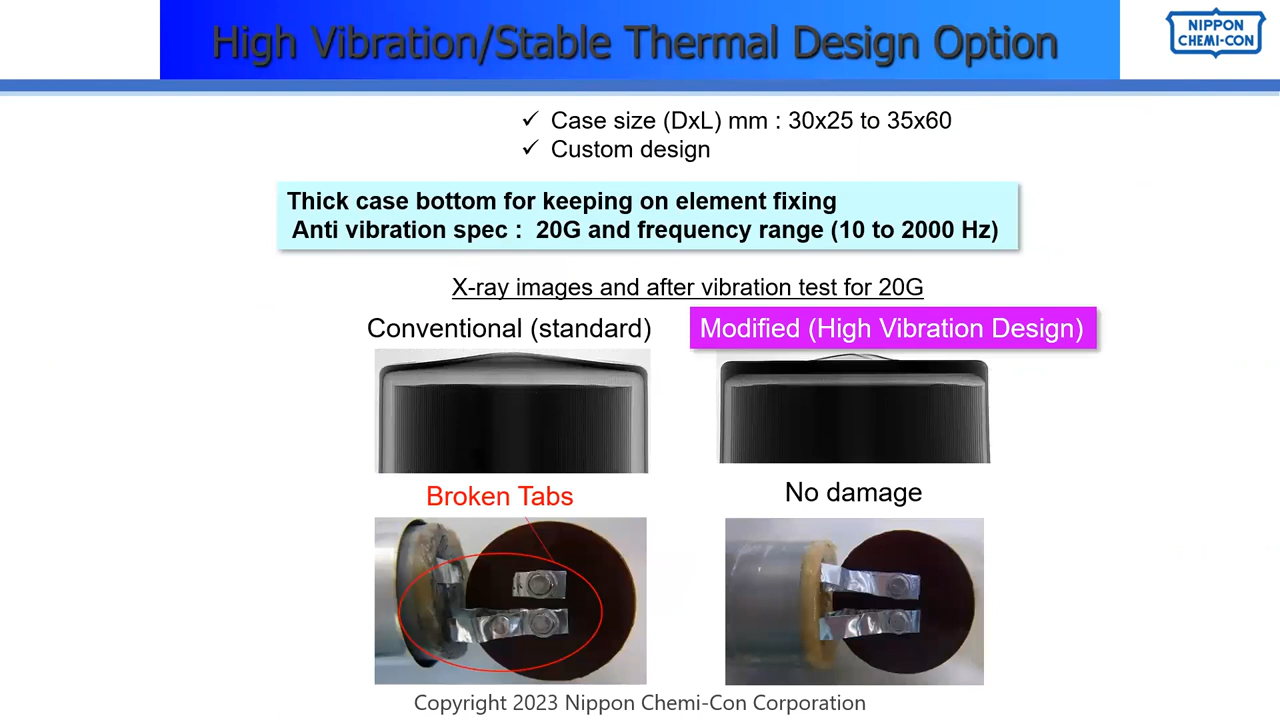 High Vibration/Stable Thermal Design Option
NIPPON
CHEMI-CON
✓ Case size (DxL) mm : 30x25 to 35x60
✓ Custom design
Thick case bottom for keeping on element fixing
Anti vibration spec : 20G and frequency range (10 to 2000 Hz)
X-ray images and after vibration test for 20G
Conventional (standard)
Modified (High Vibration Design)
Broken Tabs
No damage
Copyright 2023 Nippon Chemi-Con Corporation